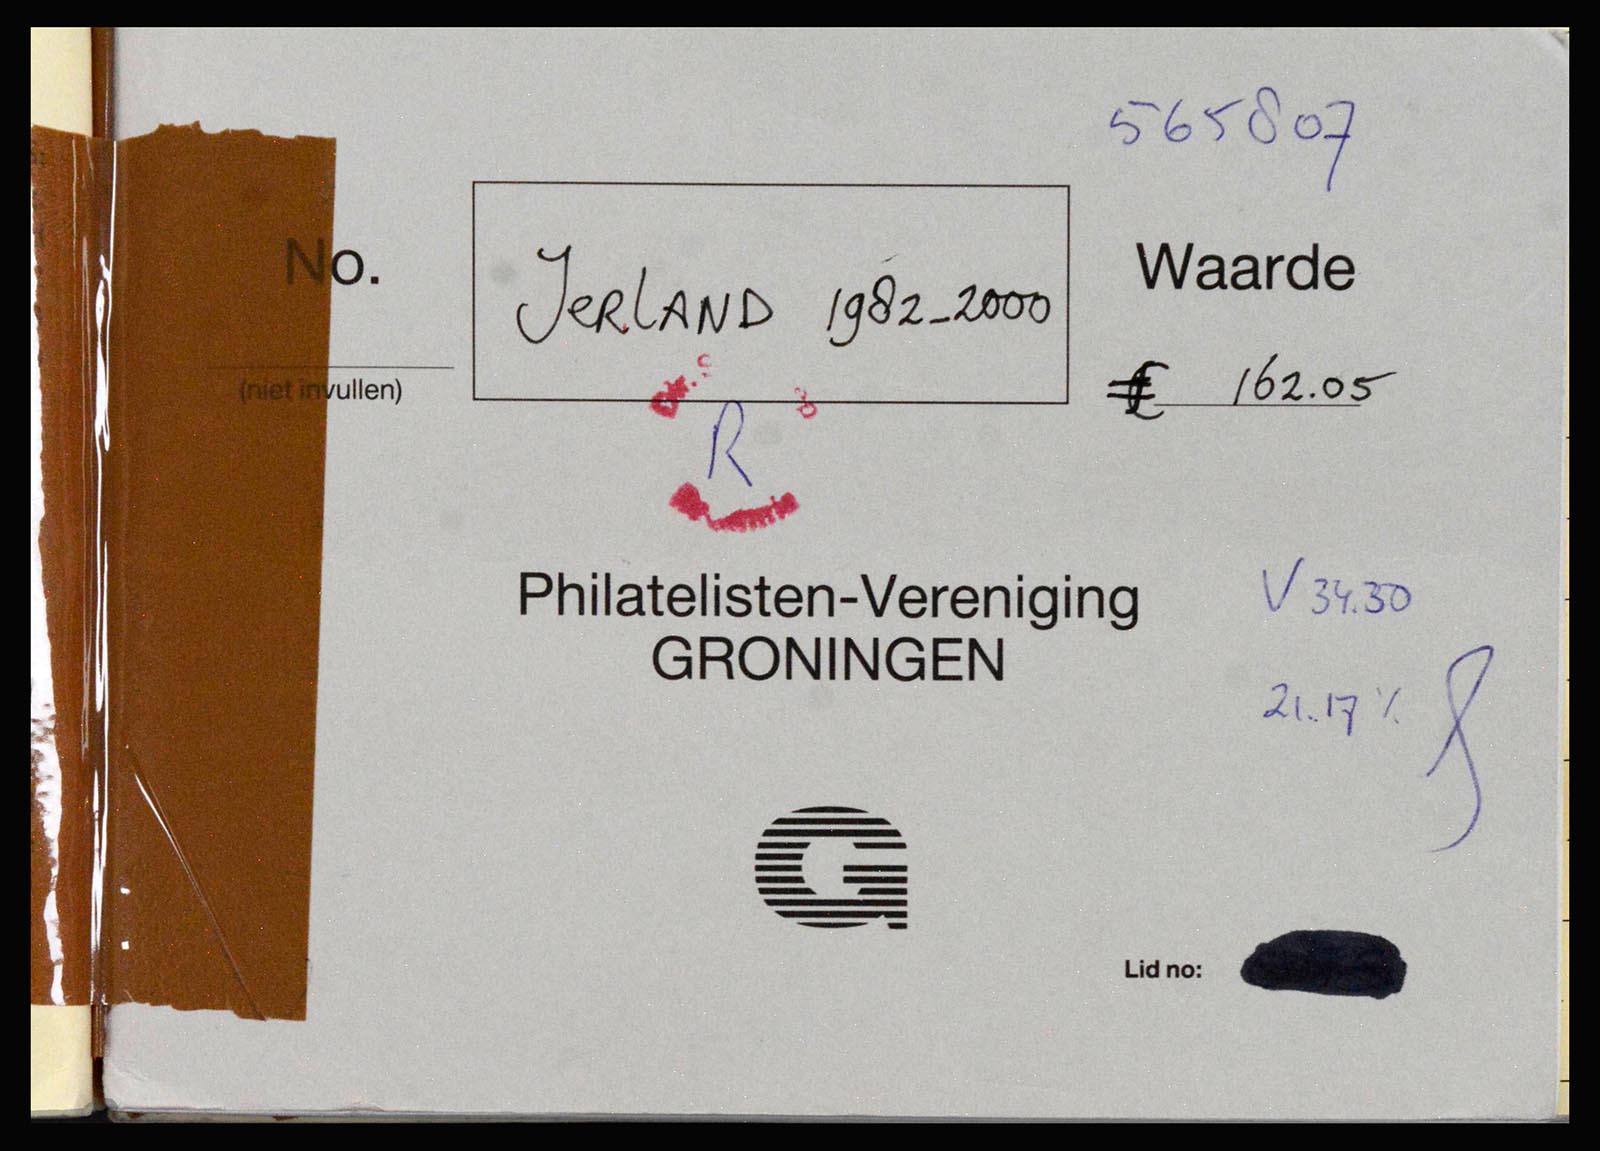 565807
No.
JERLAND 1982-2000
Waarde
(niet invullen)
€ 162.05
R
Philatelisten-Vereniging
GRONINGEN
V 34.30
21.17 %
G
Lid no: